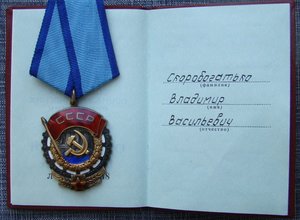 СССР
Скоробогатько
(фамилия)
Владимир
(имя)
Васильевич
(отчество)